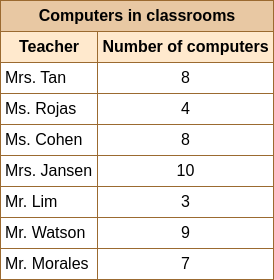 Computers in classrooms
Teacher Number of computers
Mrs. Tan 8
Ms. Rojas 4
Ms. Cohen 8
Mrs. Jansen 10
Mr. Lim 3
Mr. Watson 9
Mr. Morales 7